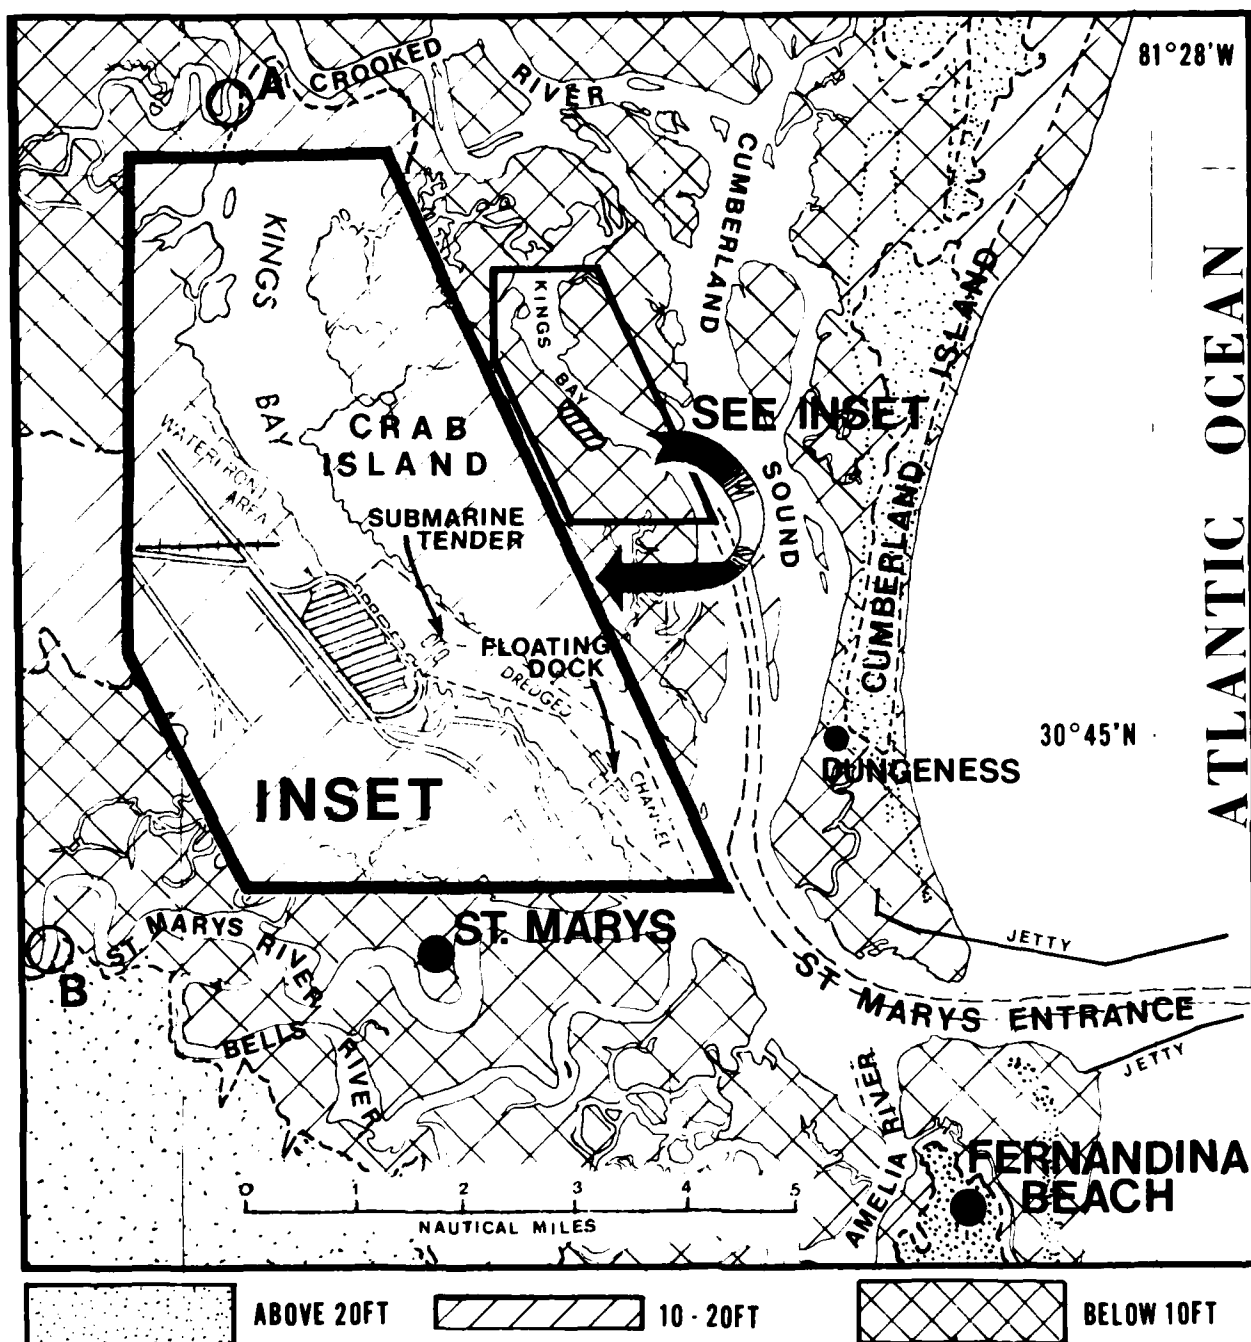 81°28'W
A
CROOKED
RIVER
CUMBERLAND
SOUND
KINGS
BAY
KINGS
BAY
CUMBERLAND ISLAND
ATLANTIC OCEAN
SEE INSET
CRAB
ISLAND
WATERFRONT
AREA
SUBMARINE
TENDER
FLOATING
DOCK
DREDGED
CHANNEL
30°45'N
DUNGENESS
INSET
ST. MARYS
ST. MARYS RIVER
B
BELLS RIVER
JETTY
ST MARYS ENTRANCE
JETTY
AMELIA RIVER
FERNANDINA
BEACH
0 1 2 3 4 5
NAUTICAL MILES
ABOVE 20FT
10 - 20FT
BELOW 10FT